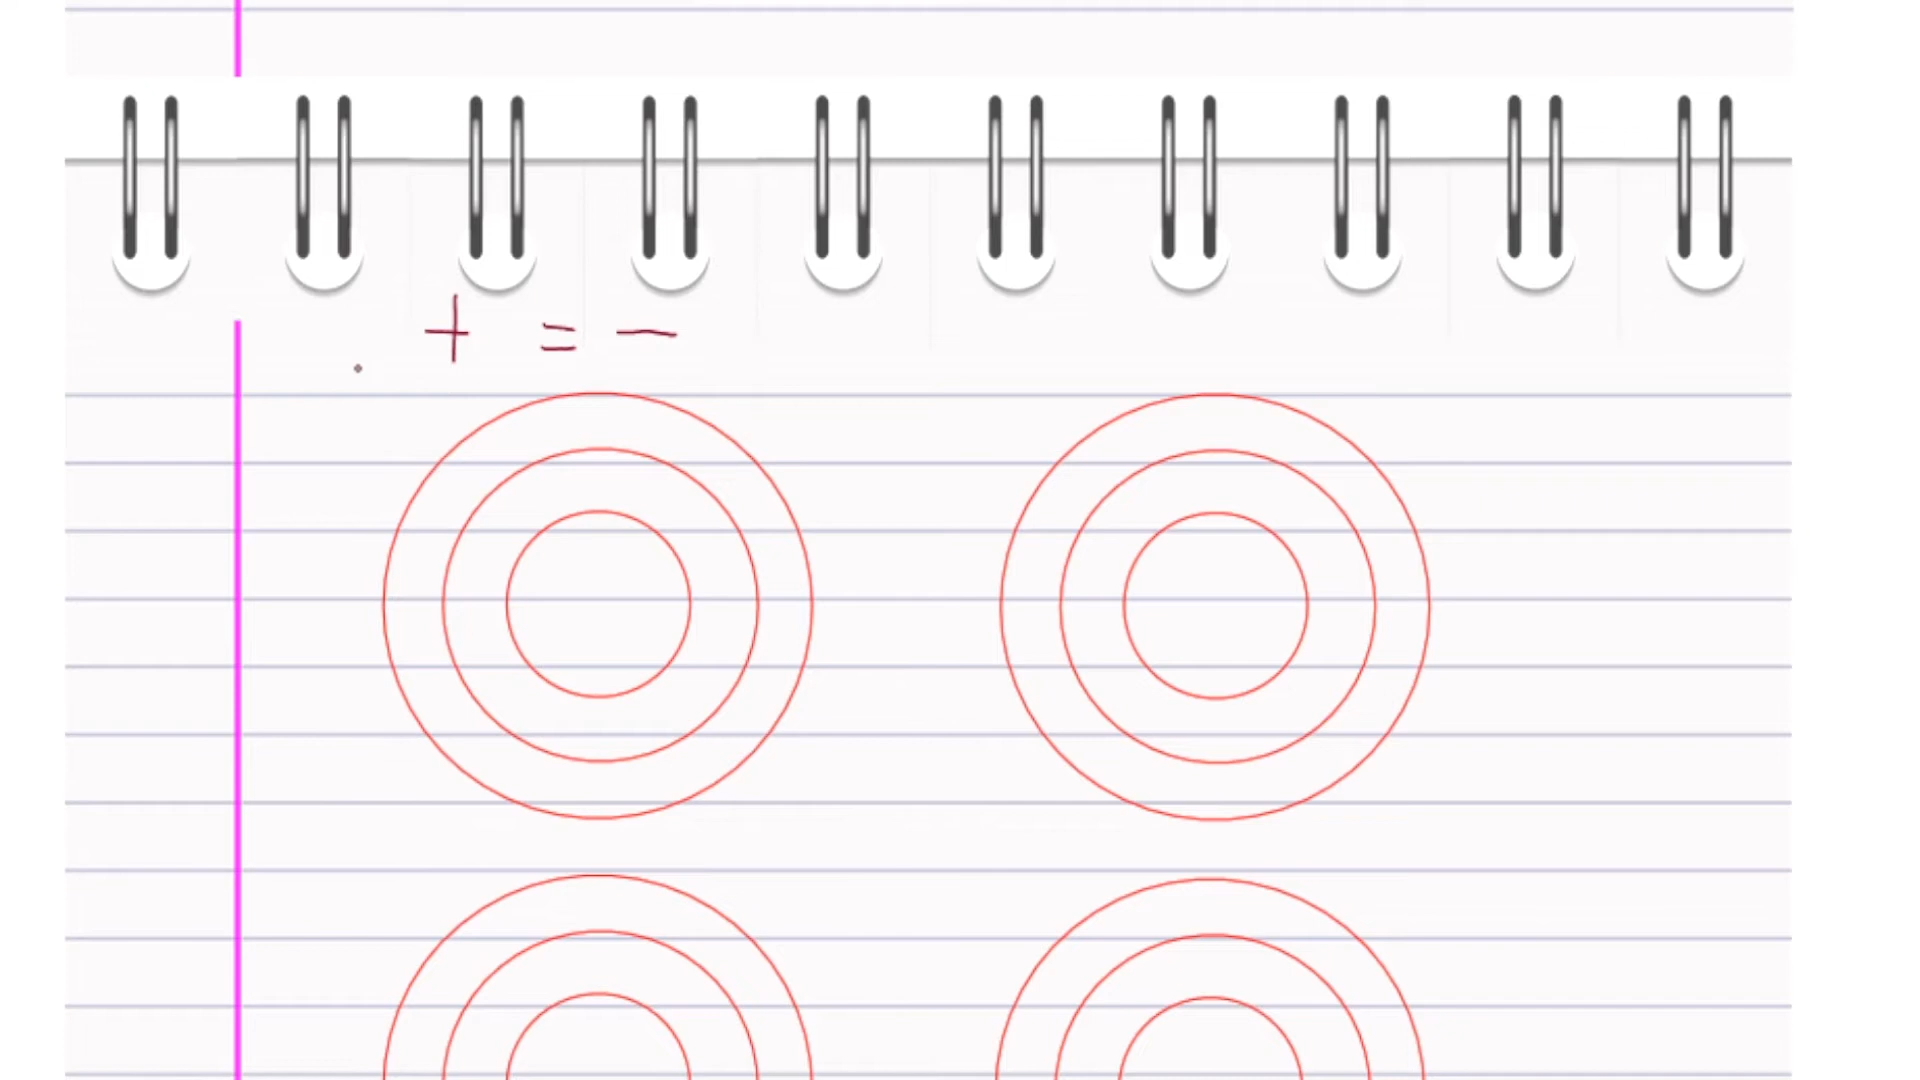 + = −